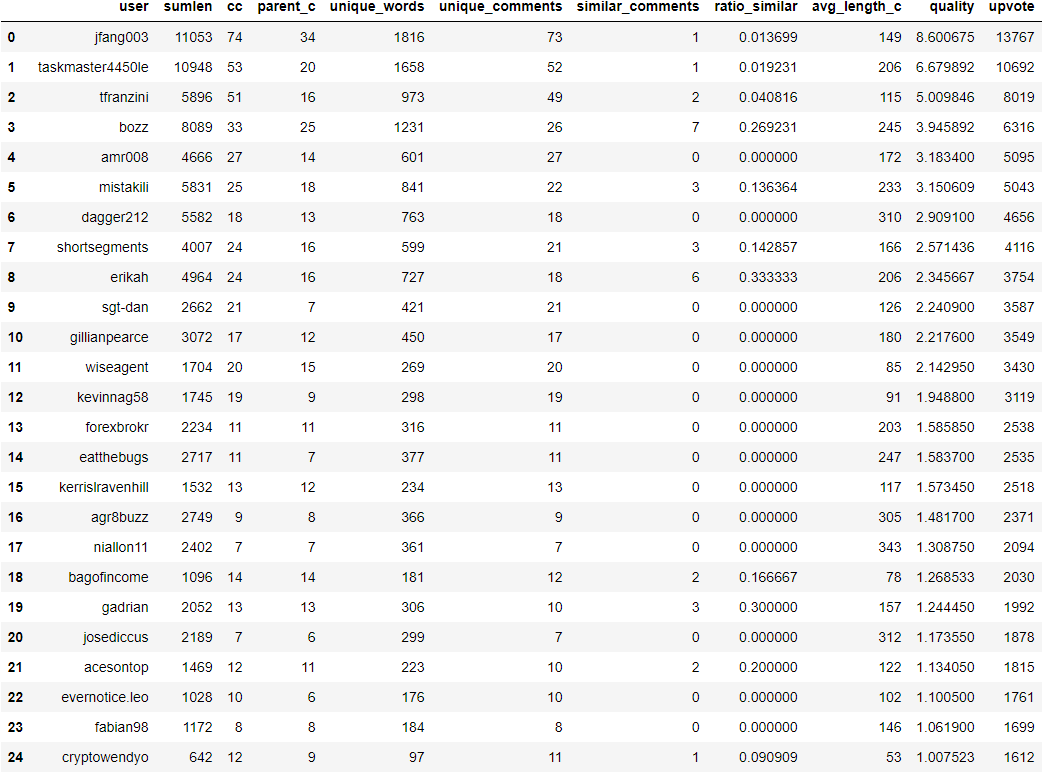 user sumlen cc parent_c unique_words unique_comments similar_comments ratio_similar avg_length_c quality upvote
0 jfang003 11053 74 34 1816 73 1 0.013699 149 8.600675 13767
1 taskmaster4450le 10948 53 20 1658 52 1 0.019231 206 6.679892 10692
2 tfranzini 5896 51 16 973 49 2 0.040816 115 5.009846 8019
3 bozz 8089 33 25 1231 26 7 0.269231 245 3.945892 6316
4 amr008 4666 27 14 601 27 0 0.000000 172 3.183400 5095
5 mistakili 5831 25 18 841 22 3 0.136364 233 3.150609 5043
6 dagger212 5582 18 13 763 18 0 0.000000 310 2.909100 4656
7 shortsegments 4007 24 16 599 21 3 0.142857 166 2.571436 4116
8 erikah 4964 24 16 727 18 6 0.333333 206 2.345667 3754
9 sgt-dan 2662 21 7 421 21 0 0.000000 126 2.240900 3587
10 gillianpearce 3072 17 12 450 17 0 0.000000 180 2.217600 3549
11 wiseagent 1704 20 15 269 20 0 0.000000 85 2.142950 3430
12 kevinnag58 1745 19 9 298 19 0 0.000000 91 1.948800 3119
13 forexbrokr 2234 11 11 316 11 0 0.000000 203 1.585850 2538
14 eatthebugs 2717 11 7 377 11 0 0.000000 247 1.583700 2535
15 kerrislravenhill 1532 13 12 234 13 0 0.000000 117 1.573450 2518
16 agr8buzz 2749 9 8 366 9 0 0.000000 305 1.481700 2371
17 niallon11 2402 7 7 361 7 0 0.000000 343 1.308750 2094
18 bagofincome 1096 14 14 181 12 2 0.166667 78 1.268533 2030
19 gadrian 2052 13 13 306 10 3 0.300000 157 1.244450 1992
20 josediccus 2189 7 6 299 7 0 0.000000 312 1.173550 1878
21 acesontop 1469 12 11 223 10 2 0.200000 122 1.134050 1815
22 evernotice.leo 1028 10 6 176 10 0 0.000000 102 1.100500 1761
23 fabian98 1172 8 8 184 8 0 0.000000 146 1.061900 1699
24 cryptowendyo 642 12 9 97 11 1 0.090909 53 1.007523 1612